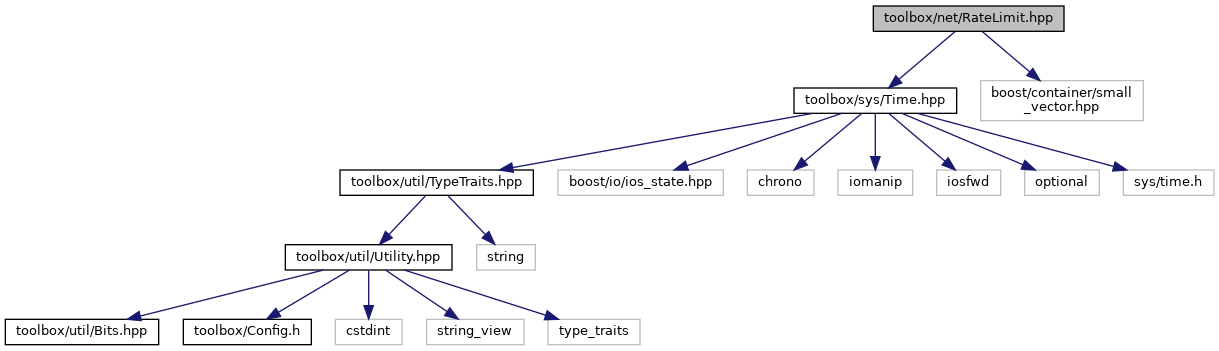 toolbox/net/RateLimit.hpp
toolbox/sys/Time.hpp
boost/container/small
_vector.hpp
toolbox/util/TypeTraits.hpp
boost/io/ios_state.hpp
chrono
iomanip
iosfwd
optional
sys/time.h
toolbox/util/Utility.hpp
string
toolbox/util/Bits.hpp
toolbox/Config.h
cstdint
string_view
type_traits